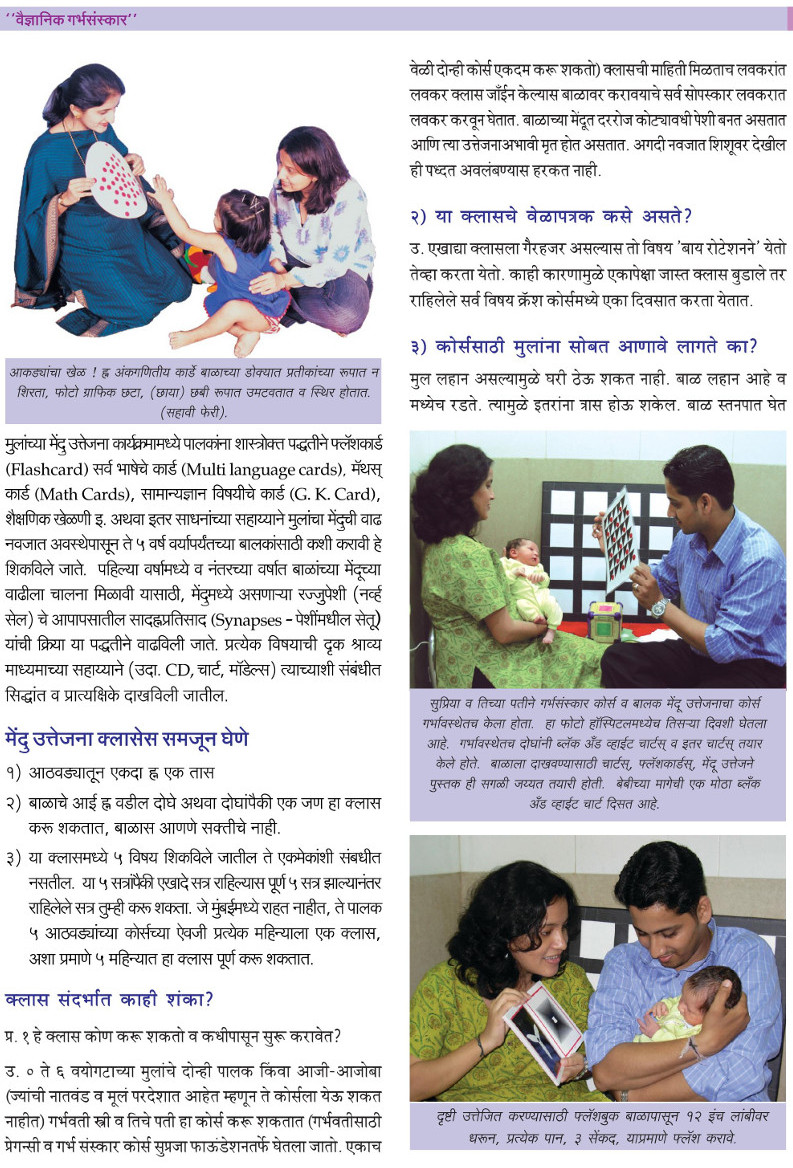 ‘‘वैज्ञानिक गर्भसंस्कार’’
आकड्यांचा खेळ ! ह्न अंकगणितीय कार्डे बाळाच्या डोक्यात प्रतीकांच्या रूपात न
शिरता, फोटो ग्राफिक छटा, (छाया) छबी रूपात उमटवतात व स्थिर होतात.
(सहावी फेरी).
मुलांच्या मेंदु उत्तेजना कार्यक्रमामध्ये पालकांना शास्त्रोक्त पद्धतीने फ्लॅशकार्ड
(Flashcard) सर्व भाषेचे कार्ड (Multi language cards), मॅथस्
कार्ड (Math Cards), सामान्यज्ञान विषयीचे कार्ड (G. K. Card),
शैक्षणिक खेळणी इ. अथवा इतर साधनांच्या सहाय्याने मुलांचा मेंदुची वाढ
नवजात अवस्थेपासून ते ५ वर्ष वर्यापर्यंतच्या बालकांसाठी कशी करावी हे
शिकविले जाते. पहिल्या वर्षामध्ये व नंतरच्या वर्षात बाळांच्या मेंदूच्या
वाढीला चालना मिळावी यासाठी, मेंदुमध्ये असणाऱ्या रज्जुपेशी (नर्व्ह
सेल) चे आपापसातील सादह्नप्रतिसाद (Synapses - पेशींमधील सेतू)
यांची क्रिया या पद्धतीने वाढविली जाते. प्रत्येक विषयाची दृक श्राव्य
माध्यमाच्या सहाय्याने (उदा. CD, चार्ट, मॉडेल्स) त्याच्याशी संबंधीत
सिद्धांत व प्रात्यक्षिके दाखविली जातील.
मेंदु उत्तेजना क्लासेस समजून घेणे
१) आठवड्यातून एकदा ह्न एक तास
२) बाळाचे आई ह्न वडील दोघे अथवा दोघांपैकी एक जण हा क्लास
करू शकतात, बाळास आणणे सक्तीचे नाही.
३) या क्लासमध्ये ५ विषय शिकविले जातील ते एकमेकांशी संबधीत
नसतील. या ५ सत्रांपैकी एखादे सत्र राहिल्यास पूर्ण ५ सत्र झाल्यानंतर
राहिलेले सत्र तुम्ही करू शकता. जे मुंबईमध्ये राहत नाहीत, ते पालक
५ आठवड्यांच्या कोर्सच्या ऐवजी प्रत्येक महिन्याला एक क्लास,
अशा प्रमाणे ५ महिन्यात हा क्लास पूर्ण करू शकतात.
क्लास संदर्भात काही शंका?
प्र. १ हे क्लास कोण करू शकतो व कधीपासून सुरू करावेत?
उ. ० ते ६ वयोगटाच्या मुलांचे दोन्ही पालक किंवा आजी-आजोबा
(ज्यांची नातवंड व मूलं परदेशात आहेत म्हणून ते कोर्सला येऊ शकत
नाहीत) गर्भवती स्त्री व तिचे पती हा कोर्स करू शकतात (गर्भवतीसाठी
प्रेगन्सी व गर्भ संस्कार कोर्स सुप्रजा फाऊंडेशनतर्फे घेतला जातो. एकाच
वेळी दोन्ही कोर्स एकदम करू शकतो) क्लासची माहिती मिळताच लवकरांत
लवकर क्लास जॉईन केल्यास बाळावर करावयाचे सर्व सोपस्कार लवकरात
लवकर करवून घेतात. बाळाच्या मेंदूत दररोज कोट्यावधी पेशी बनत असतात
आणि त्या उत्तेजनाअभावी मृत होत असतात. अगदी नवजात शिशूवर देखील
ही पध्दत अवलंबण्यास हरकत नाही.
२) या क्लासचे वेळापत्रक कसे असते?
उ. एखाद्या क्लासला गैरहजर असल्यास तो विषय ’बाय रोटेशनने’ येतो
तेव्हा करता येतो. काही कारणामुळे एकापेक्षा जास्त क्लास बुडाले तर
राहिलेले सर्व विषय क्रॅश कोर्समध्ये एका दिवसात करता येतात.
३) कोर्ससाठी मुलांना सोबत आणावे लागते का?
मुल लहान असल्यामुळे घरी ठेऊ शकत नाही. बाळ लहान आहे व
मध्येच रडते. त्यामुळे इतरांना त्रास होऊ शकेल. बाळ स्तनपात घेत
सुप्रिया व तिच्या पतीने गर्भसंस्कार कोर्स व बालक मेंदू उत्तेजनाचा कोर्स
गर्भावस्थेतच केला होता. हा फोटो हॉस्पिटलमध्येच तिसऱ्या दिवशी घेतला
आहे. गर्भावस्थेतच दोघांनी ब्लॅक अँड व्हाईट चार्टस् व इतर चार्टस् तयार
केले होते. बाळाला दाखवण्यासाठी चार्टस्, फ्लॅशकार्डस्, मेंदू उत्तेजने
पुस्तक ही सगळी जय्यत तयारी होती. बेबीच्या मागेची एक मोठा ब्लॅंक
अँड व्हाईट चार्ट दिसत आहे.
दृष्टी उत्तेजित करण्यासाठी फ्लॅशबुक बाळापासून १२ इंच लांबीवर
धरून, प्रत्येक पान, ३ सेंकद, याप्रमाणे फ्लॅश करावे.